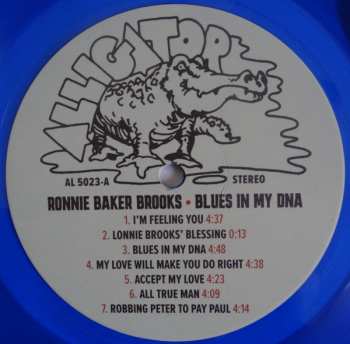 ALLIGATOR
AL 5023-A STEREO
RONNIE BAKER BROOKS • BLUES IN MY DNA
1. I'M FEELING YOU 4:37
2. LONNIE BROOKS' BLESSING 0:13
3. BLUES IN MY DNA 4:48
4. MY LOVE WILL MAKE YOU DO RIGHT 4:38
5. ACCEPT MY LOVE 4:23
6. ALL TRUE MAN 4:09
7. ROBBING PETER TO PAY PAUL 4:14